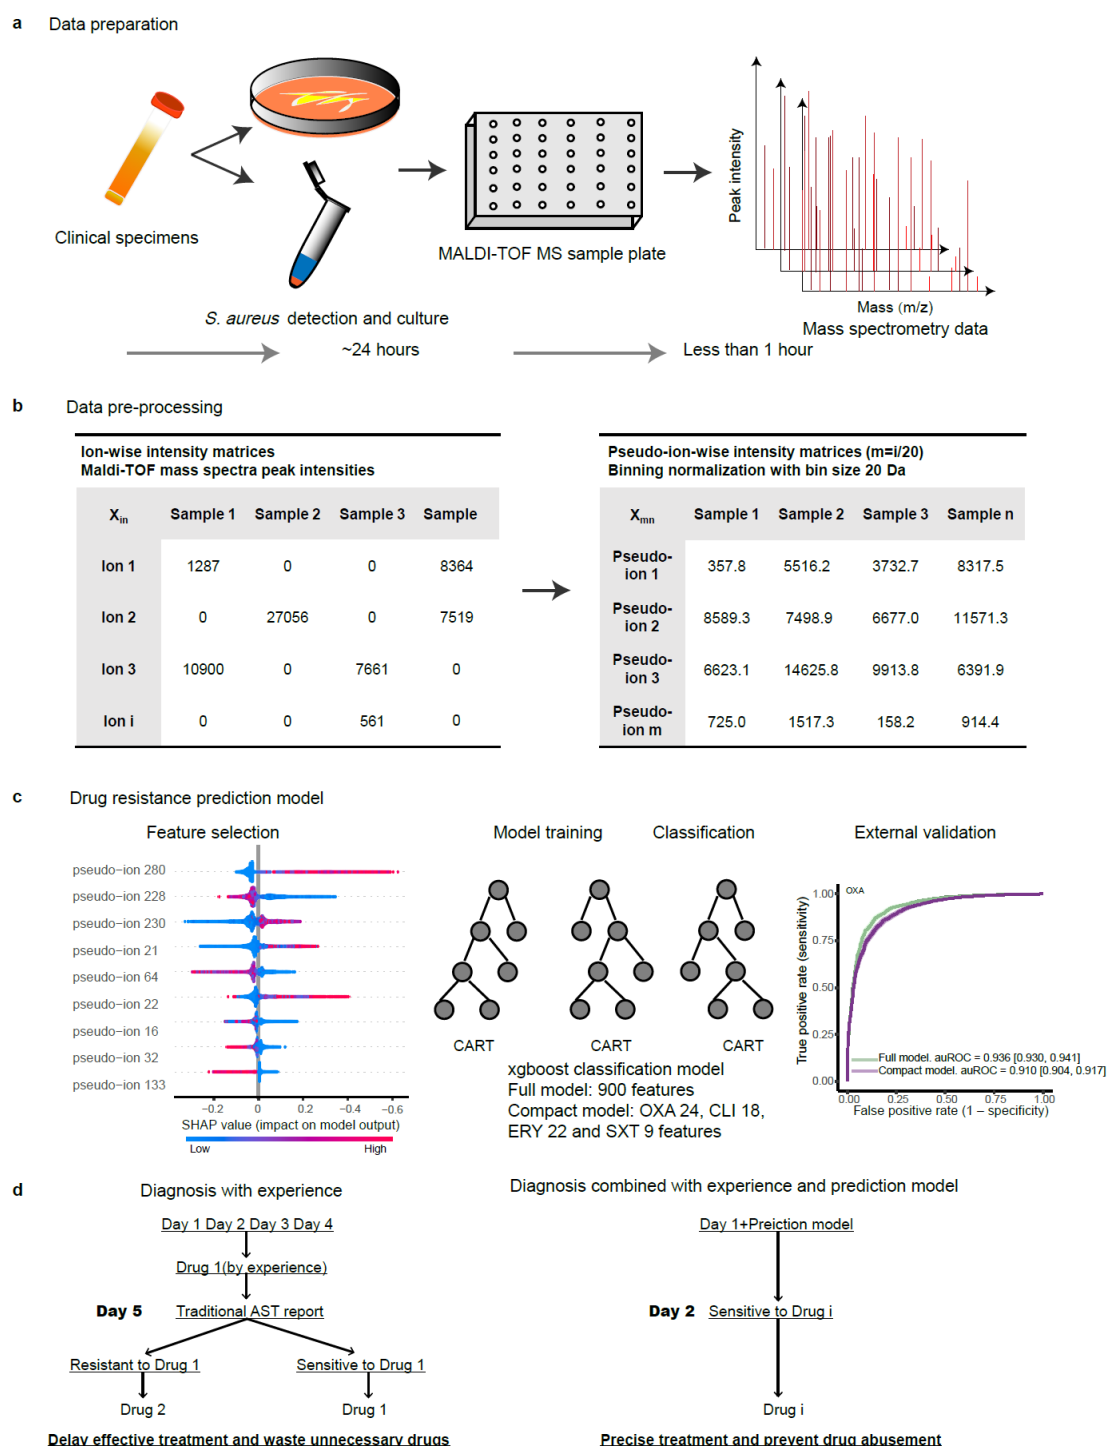 a Data preparation
Clinical specimens
S. aureus detection and culture
MALDI-TOF MS sample plate
Peak intensity
Mass (m/z)
Mass spectrometry data
~24 hours
Less than 1 hour
b Data pre-processing
Ion-wise intensity matrices
Maldi-TOF mass spectra peak intensities
Xin Sample 1 Sample 2 Sample 3 Sample
Ion 1 1287 0 0 8364
Ion 2 0 27056 0 7519
Ion 3 10900 0 7661 0
Ion i 0 0 561 0
Pseudo-ion-wise intensity matrices (m=i/20)
Binning normalization with bin size 20 Da
Xmn Sample 1 Sample 2 Sample 3 Sample n
Pseudo-
ion 1 357.8 5516.2 3732.7 8317.5
Pseudo-
ion 2 8589.3 7498.9 6677.0 11571.3
Pseudo-
ion 3 6623.1 14625.8 9913.8 6391.9
Pseudo-
ion m 725.0 1517.3 158.2 914.4
c Drug resistance prediction model
Feature selection
pseudo-ion 280
pseudo-ion 228
pseudo-ion 230
pseudo-ion 21
pseudo-ion 64
pseudo-ion 22
pseudo-ion 16
pseudo-ion 32
pseudo-ion 133
−0.2 0 −0.2 −0.4 −0.6
SHAP value (impact on model output)
Low High
Model training Classification
CART CART CART
xgboost classification model
Full model: 900 features
Compact model: OXA 24, CLI 18,
ERY 22 and SXT 9 features
External validation
OXA
True positive rate (sensitivity)
1.00
0.75
0.50
0.25
0.00
Full model. auROC = 0.936 [0.930, 0.941]
Compact model. auROC = 0.910 [0.904, 0.917]
0.00 0.25 0.50 0.75 1.00
False positive rate (1 – specificity)
d Diagnosis with experience
Day 1 Day 2 Day 3 Day 4
Drug 1(by experience)
Day 5 Traditional AST report
Resistant to Drug 1 Sensitive to Drug 1
Drug 2 Drug 1
Delay effective treatment and waste unnecessary drugs
Diagnosis combined with experience and prediction model
Day 1+Preiction model
Day 2 Sensitive to Drug i
Drug i
Precise treatment and prevent drug abusement